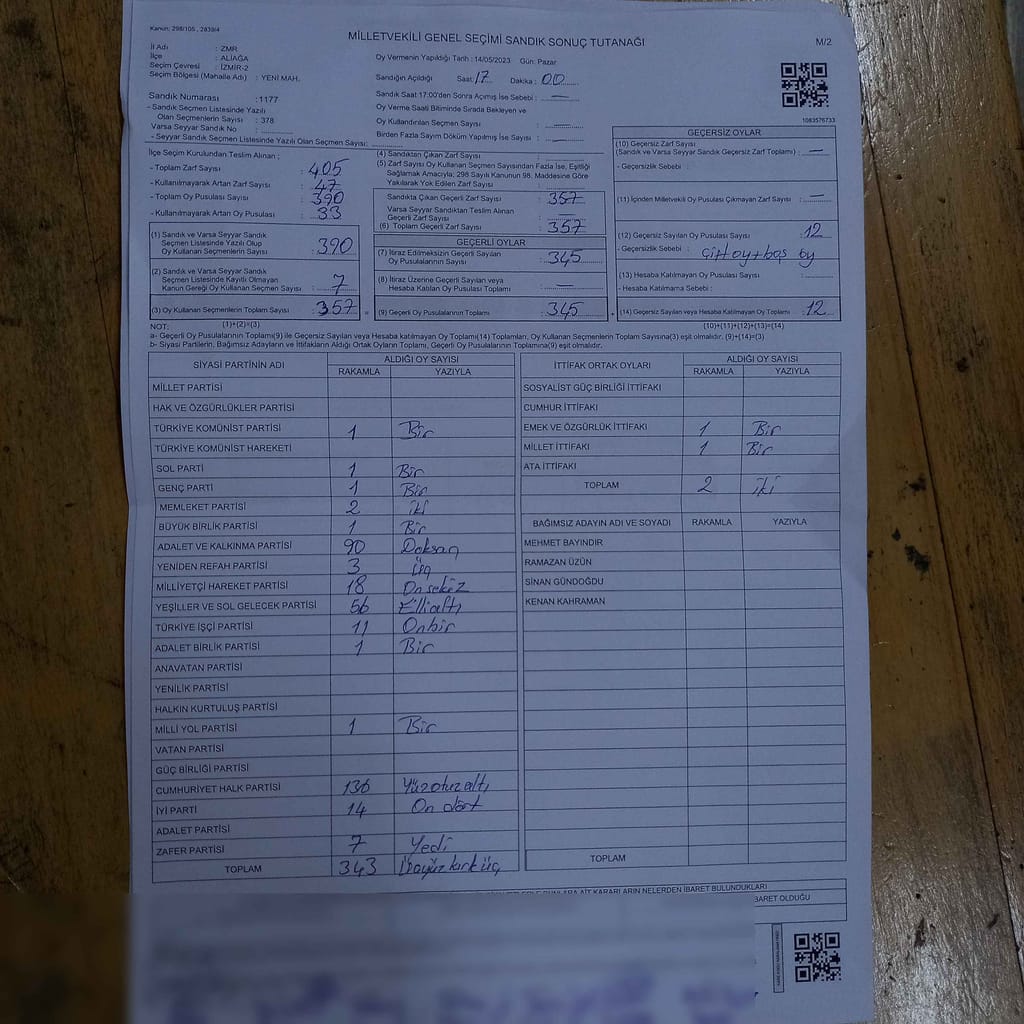 Kanun: 298/105 , 2839/4
MİLLETVEKİLİ GENEL SEÇİMİ SANDIK SONUÇ TUTANAĞI
M/2
İl Adı : ZMR
İlçe : ALİAĞA
Seçim Çevresi : İZMİR-2
Seçim Bölgesi (Mahalle Adı) : YENİ MAH.
Oy Vermenin Yapıldığı Tarih : 14/05/2023 Gün: Pazar
Sandığın Açıldığı Saat: 17 Dakika : 00
Sandık Saat 17:00'den Sonra Açımış İse Sebebi : —
Oy Verme Saati Bitiminde Sırada Bekleyen ve
Oy Kullandırılan Seçmen Sayısı : —
Birden Fazla Sayım Döküm Yapılmış İse Sayısı : —
1083576733
Sandık Numarası : 1177
- Sandık Seçmen Listesinde Yazılı
Olan Seçmenlerin Sayısı : 378
Varsa Seyyar Sandık No :
- Seyyar Sandık Seçmen Listesinde Yazılı Olan Seçmen Sayısı:
İlçe Seçim Kurulundan Teslim Alınan ;
- Toplam Zarf Sayısı : 405
- Kullanılmayarak Artan Zarf Sayısı : 47
- Toplam Oy Pusulası Sayısı : 390
- Kullanılmayarak Artan Oy Pusulası : 33
(1) Sandık ve Varsa Seyyar Sandık
Seçmen Listesinde Yazılı Olup
Oy Kullanan Seçmenlerin Sayısı : 390
(2) Sandık ve Varsa Seyyar Sandık
Seçmen Listesinde Kayıtlı Olmayan
Kanun Gereği Oy Kullanan Seçmen Sayısı : 7
(3) Oy Kullanan Seçmenlerin Toplam Sayısı : 357
(4) Sandıktan Çıkan Zarf Sayısı :
(5) Zarf Sayısı Oy Kullanan Seçmen Sayısından Fazla İse, Eşitliği
Sağlamak Amacıyla; 298 Sayılı Kanunun 98. Maddesine Göre
Yakılarak Yok Edilen Zarf Sayısı :
Sandıkta Çıkan Geçerli Zarf Sayısı : 357
Varsa Seyyar Sandıktan Teslim Alınan
Geçerli Zarf Sayısı : —
(6) Toplam Geçerli Zarf Sayısı : 357
GEÇERLİ OYLAR
(7) İtiraz Edilmeksizin Geçerli Sayılan
Oy Pusulalarının Sayısı : 345
(8) İtiraz Üzerine Geçerli Sayılan veya
Hesaba Katılan Oy Pusulası Toplamı : —
(9) Geçerli Oy Pusulalarının Toplamı : 345
GEÇERSİZ OYLAR
(10) Geçersiz Zarf Sayısı
(Sandık ve Varsa Seyyar Sandık Geçersiz Zarf Toplamı) : —
- Geçersizlik Sebebi :
(11) İçinden Milletvekili Oy Pusulası Çıkmayan Zarf Sayısı : —
(12) Geçersiz Sayılan Oy Pusulası Sayısı : 12
- Geçersizlik Sebebi : Çift oy+boş oy
(13) Hesaba Katılmayan Oy Pusulası Sayısı :
- Hesaba Katılmama Sebebi :
(14) Geçersiz Sayılan veya Hesaba Katılmayan Oy Toplamı : 12
NOT: (1)+(2)=(3) (10)+(11)+(12)+(13)=(14)
a- Geçerli Oy Pusulalarının Toplamı(9) ile Geçersiz Sayılan veya Hesaba katılmayan Oy Toplamı(14) Toplamları, Oy Kullanan Seçmenlerin Toplam Sayısına(3) eşit olmalıdır. (9)+(14)=(3)
b- Siyasi Partilerin, Bağımsız Adayların ve İttifakların Aldığı Ortak Oyların Toplamı, Geçerli Oy Pusulalarının Toplamına(9) eşit olmalıdır.
SİYASİ PARTİNİN ADI ALDIĞI OY SAYISI
RAKAMLA YAZIYLA
MİLLET PARTİSİ
HAK VE ÖZGÜRLÜKLER PARTİSİ
TÜRKİYE KOMÜNİST PARTİSİ 1 Bir
TÜRKİYE KOMÜNİST HAREKETİ
SOL PARTİ 1 Bir
GENÇ PARTİ 1 Bir
MEMLEKET PARTİSİ 2 iki
BÜYÜK BİRLİK PARTİSİ 1 Bir
ADALET VE KALKINMA PARTİSİ 90 Doksan
YENİDEN REFAH PARTİSİ 3 Üç
MİLLİYETÇİ HAREKET PARTİSİ 18 Onsekiz
YEŞİLLER VE SOL GELECEK PARTİSİ 56 Elli altı
TÜRKİYE İŞÇİ PARTİSİ 11 Onbir
ADALET BİRLİK PARTİSİ 1 Bir
ANAVATAN PARTİSİ
YENİLİK PARTİSİ
HALKIN KURTULUŞ PARTİSİ
MİLLİ YOL PARTİSİ 1 Bir
VATAN PARTİSİ
GÜÇ BİRLİĞİ PARTİSİ
CUMHURİYET HALK PARTİSİ 136 Yüzotuzaltı
İYİ PARTİ 14 On dört
ADALET PARTİSİ
ZAFER PARTİSİ 7 Yedi
TOPLAM 343 Üçyüz kırk üç
İTTİFAK ORTAK OYLARI ALDIĞI OY SAYISI
RAKAMLA YAZIYLA
SOSYALİST GÜÇ BİRLİĞİ İTTİFAKI
CUMHUR İTTİFAKI
EMEK VE ÖZGÜRLÜK İTTİFAKI 1 Bir
MİLLET İTTİFAKI 1 Bir
ATA İTTİFAKI
TOPLAM 2 iki
BAĞIMSIZ ADAYIN ADI VE SOYADI RAKAMLA YAZIYLA
MEHMET BAYINDIR
RAMAZAN ÜZÜN
SİNAN GÜNDOĞDU
KENAN KAHRAMAN
TOPLAM
KARARLARIN NELERDEN İBARET BULUNDUKLARI
BARET OLDUĞU